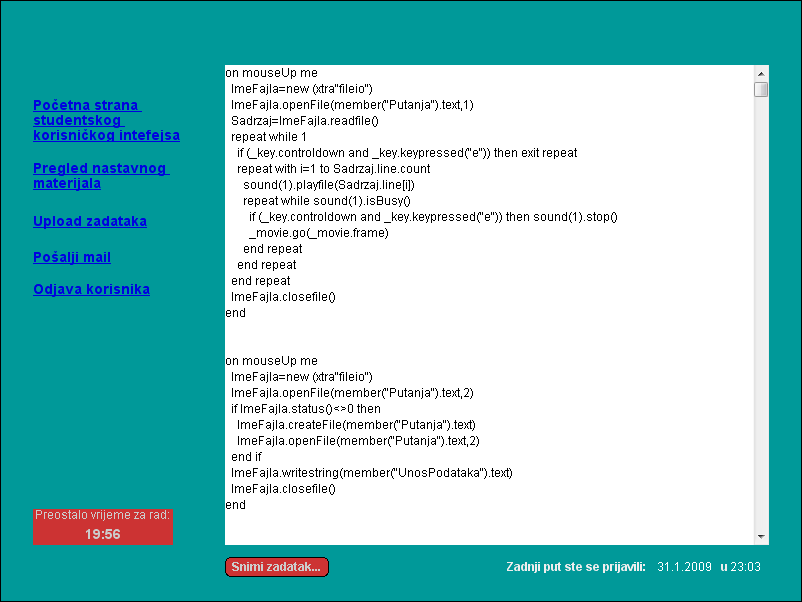 Početna strana
studentskog
korisničkog intefejsa
Pregled nastavnog
materijala
Upload zadataka
Pošalji mail
Odjava korisnika
on mouseUp me
ImeFajla=new (xtra"fileio")
ImeFajla.openFile(member("Putanja").text,1)
Sadrzaj=ImeFajla.readfile()
repeat while 1
if (_key.controldown and _key.keypressed("e")) then exit repeat
repeat with i=1 to Sadrzaj.line.count
sound(1).playfile(Sadrzaj.line[i])
repeat while sound(1).isBusy()
if (_key.controldown and _key.keypressed("e")) then sound(1).stop()
_movie.go(_movie.frame)
end repeat
end repeat
end repeat
ImeFajla.closefile()
end
on mouseUp me
ImeFajla=new (xtra"fileio")
ImeFajla.openFile(member("Putanja").text,2)
if ImeFajla.status()<>0 then
ImeFajla.createFile(member("Putanja").text)
ImeFajla.openFile(member("Putanja").text,2)
end if
ImeFajla.writestring(member("UnosPodataka").text)
ImeFajla.closefile()
end
Preostalo vrijeme za rad:
19:56
Snimi zadatak...
Zadnji put ste se prijavili: 31.1.2009 u 23:03